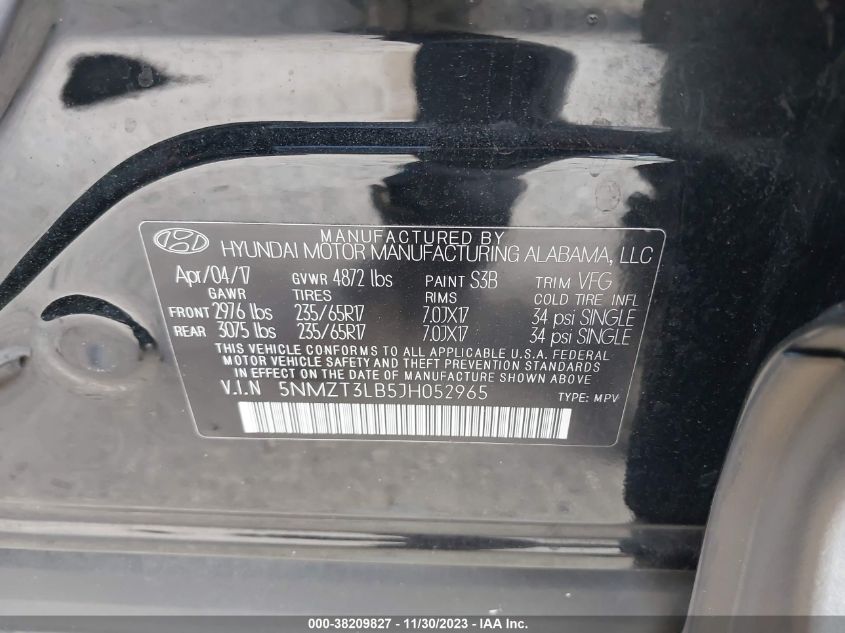 MANUFACTURED BY
HYUNDAI MOTOR MANUFACTURING ALABAMA, LLC
Apr/04/17 GVWR 4872 lbs PAINT S3B TRIM VFG
GAWR TIRES RIMS COLD TIRE INFL
FRONT 2976 lbs 235/65R17 7.0JX17 34 psi SINGLE
REAR 3075 lbs 235/65R17 7.0JX17 34 psi SINGLE
THIS VEHICLE CONFORMS TO ALL APPLICABLE U.S.A. FEDERAL
MOTOR VEHICLE SAFETY AND THEFT PREVENTION STANDARDS
IN EFFECT ON THE DATE OF MANUFACTURE SHOWN ABOVE.
V.I.N 5NMZT3LB5JH052965 TYPE: MPV
000-38209827 - 11/30/2023 - IAA Inc.